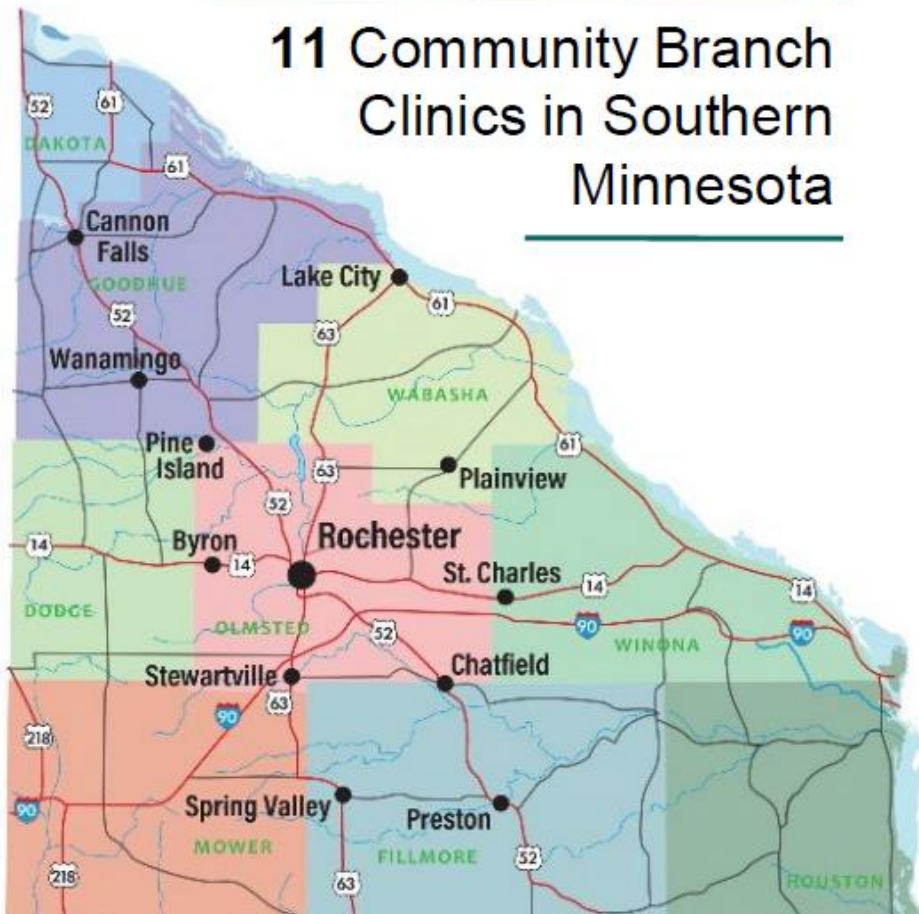 11 Community Branch
Clinics in Southern
Minnesota
52
61
DAKOTA
61
Cannon
Falls
GOODHUE
Lake City
61
52
63
Wanamingo
WABASHA
Pine
Island
61
63
Plainview
52
Rochester
14
Byron
14
St. Charles
14
14
DODGE
OLMSTED
52
90
WINONA
90
Stewartville
Chatfield
63
90
218
90
Spring Valley
Preston
MOWER
FILLMORE
52
218
63
HOUSTON